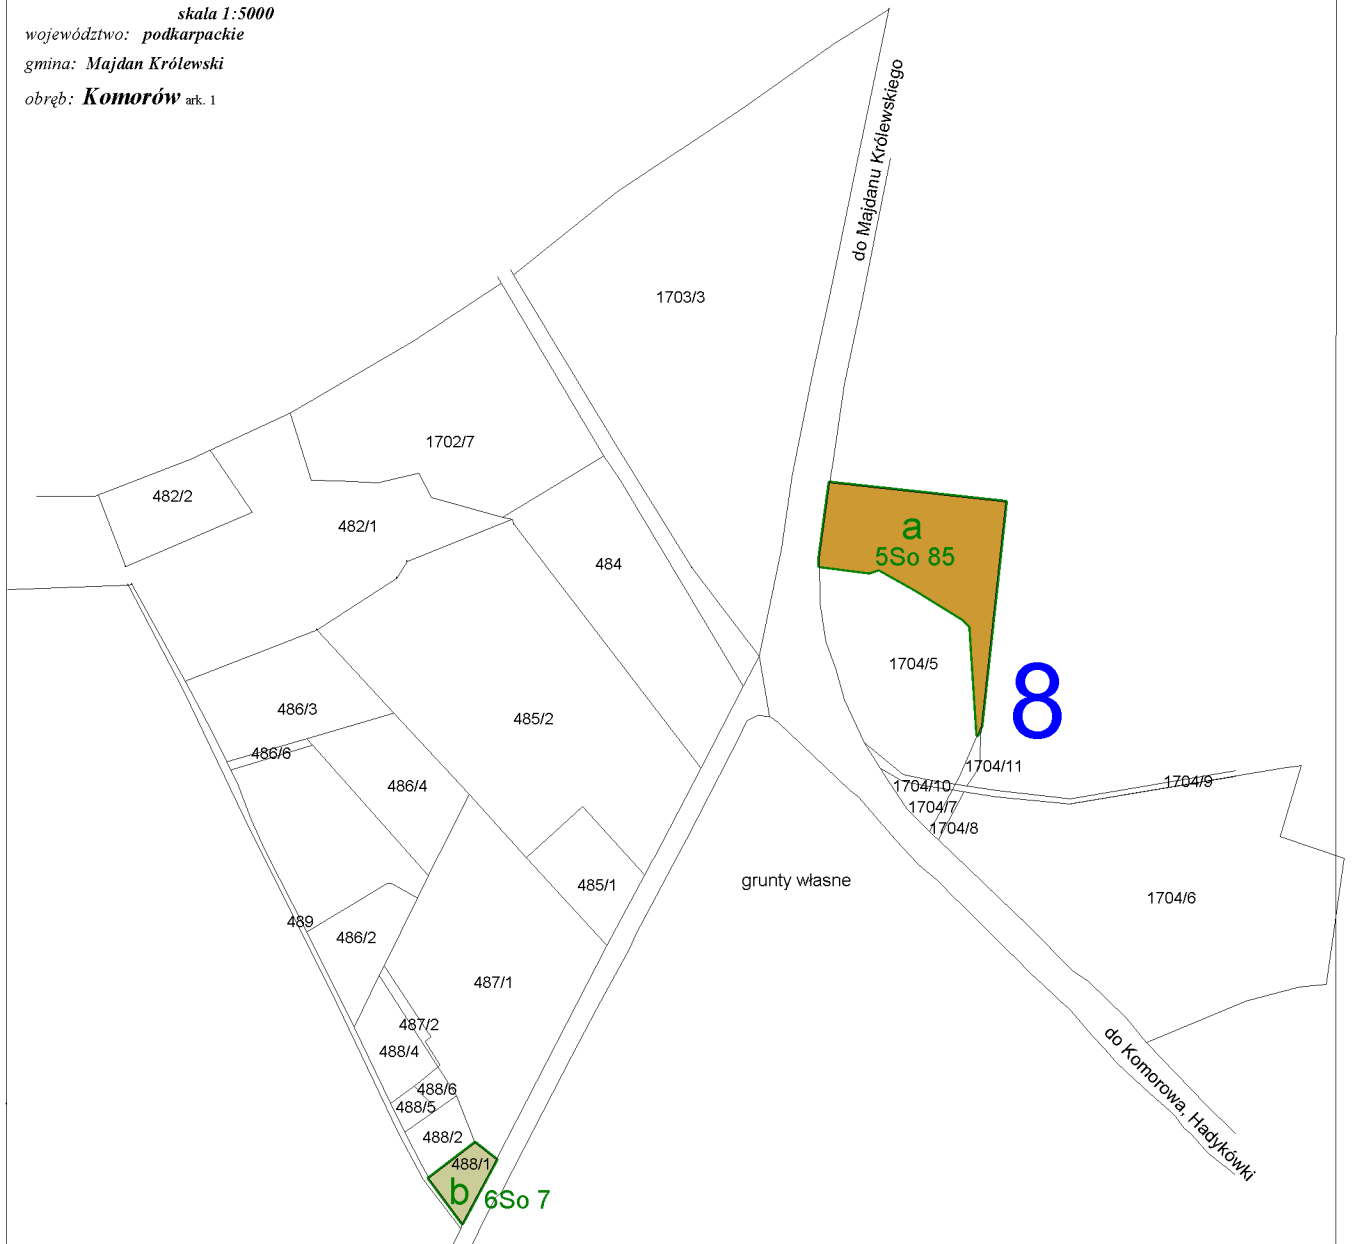 skala 1:5000
województwo: podkarpackie
gmina: Majdan Królewski
obręb: Komorów ark. 1
do Majdanu Królewskiego
1703/3
1702/7
482/2
482/1
484
a
5So 85
1704/5
8
486/3
485/2
486/6
486/4
1704/11
1704/10
1704/9
1704/7
1704/8
grunty własne
485/1
1704/6
489
486/2
487/1
487/2
488/4
do Komorowa, Hadykówki
488/6
488/5
488/2
488/1
b
6So 7